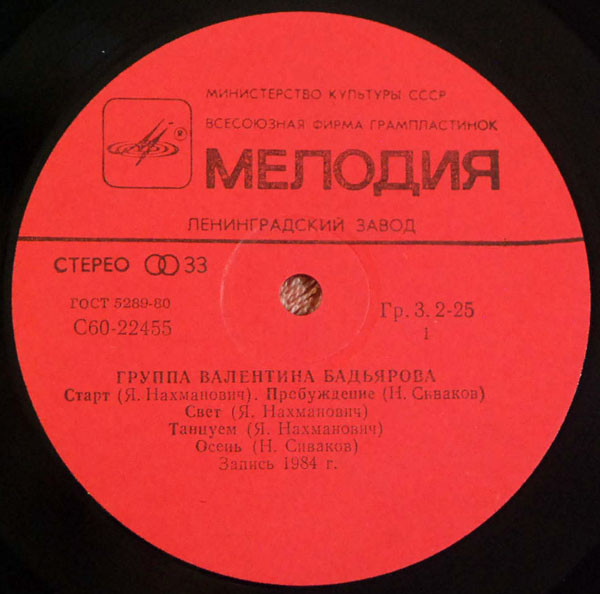 МИНИСТЕРСТВО КУЛЬТУРЫ СССР
ВСЕСОЮЗНАЯ ФИРМА ГРАМПЛАСТИНОК
МЕЛОДИЯ
ЛЕНИНГРАДСКИЙ ЗАВОД
СТЕРЕО 33
ГОСТ 5289-80
С60-22455
Гр. 3. 2-25
1
ГРУППА ВАЛЕНТИНА БАДЬЯРОВА
Старт (Я. Нахманович). Пробуждение (Н. Сиваков)
Свет (Я. Нахманович)
Танцуем (Я. Нахманович)
Осень (Н. Сиваков)
Запись 1984 г.